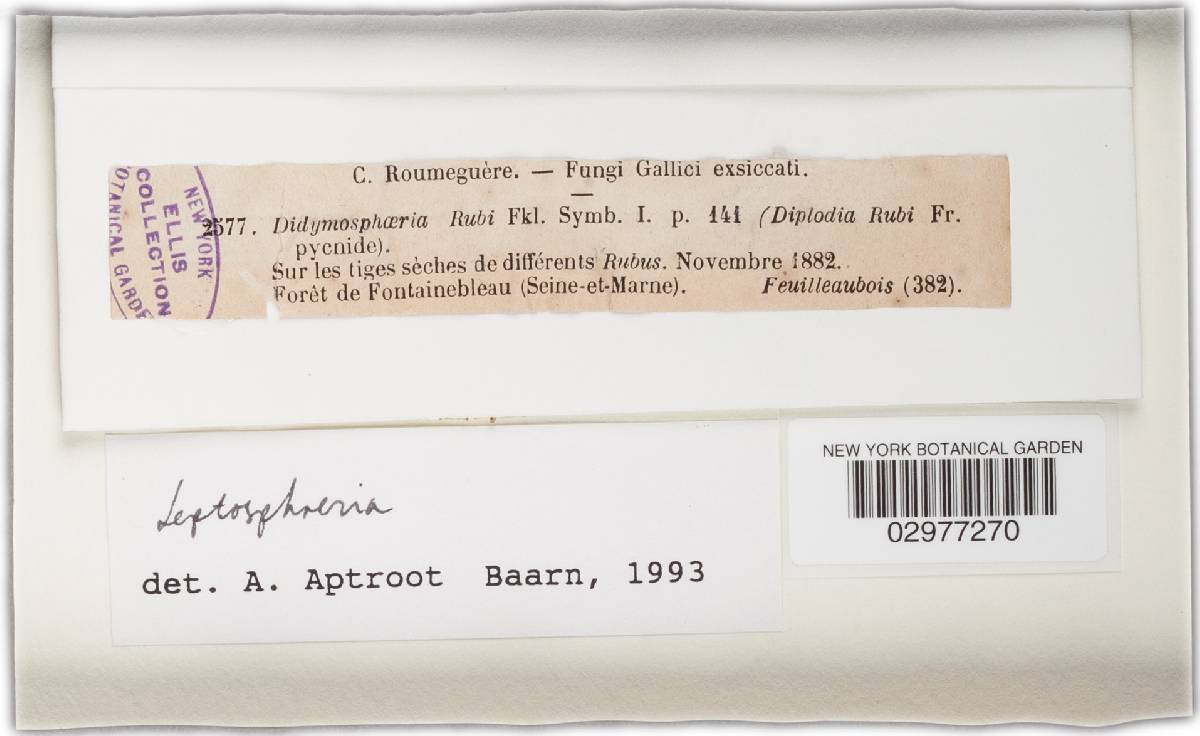 C. Roumeguère. — Fungi Gallici exsiccati.
2577. Didymosphæria Rubi Fkl. Symb. I. p. 141 (Diplodia Rubi Fr.
pycnide).
Sur les tiges sèches de différents Rubus. Novembre 1882.
Forêt de Fontainebleau (Seine-et-Marne). Feuilleaubois (382).
NEW YORK
ELLIS
COLLECTION
OTANICAL GARDE
Leptosphaeria
det. A. Aptroot Baarn, 1993
NEW YORK BOTANICAL GARDEN
02977270